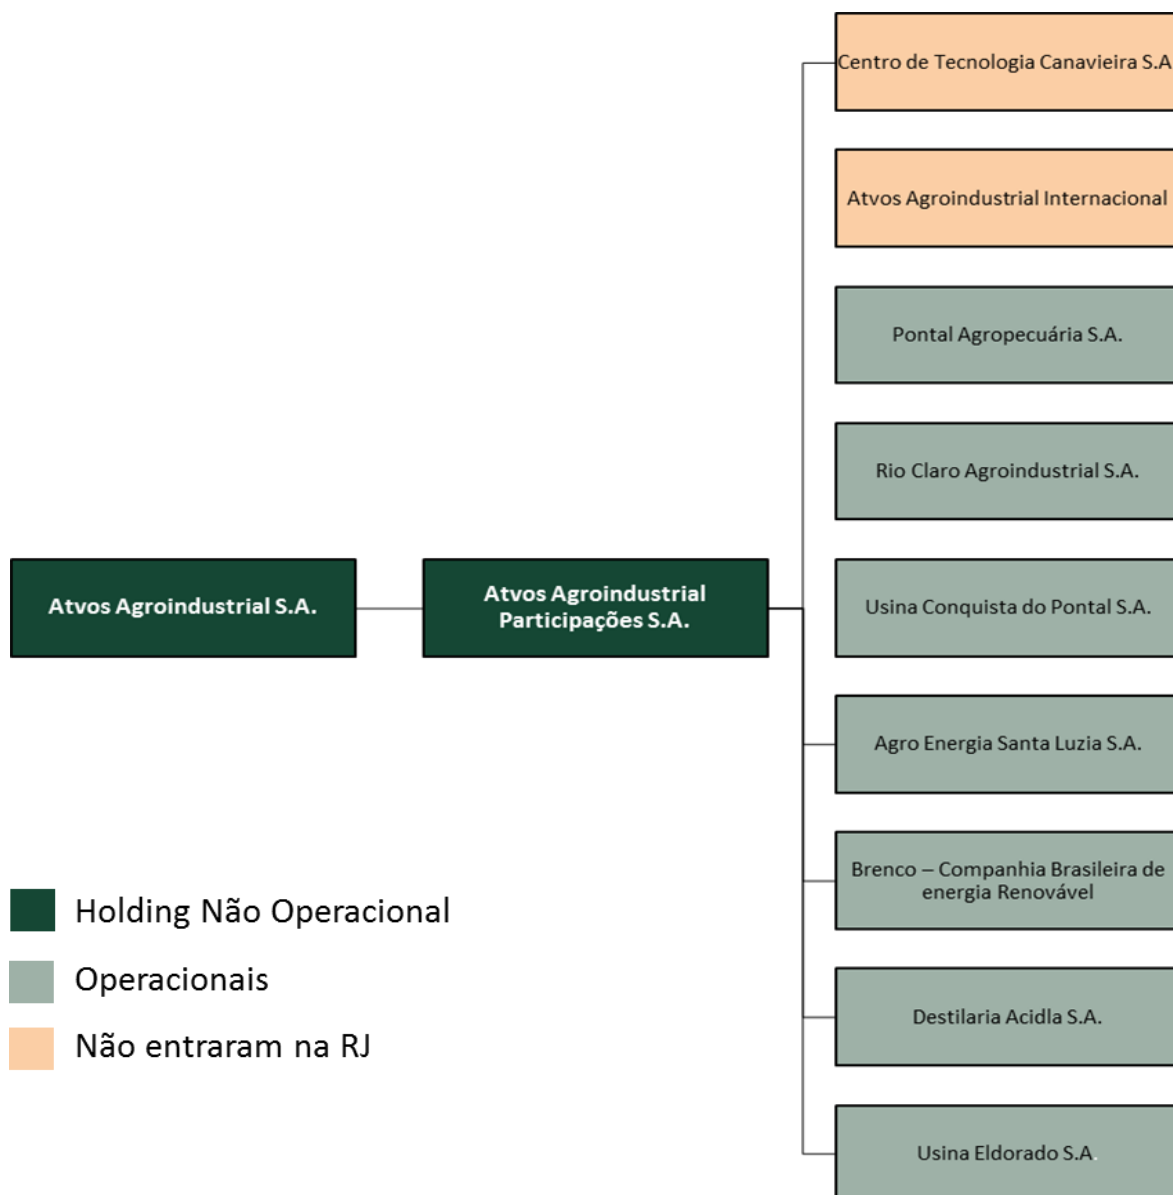 Centro de Tecnologia Canavieira S.A
Atvos Agroindustrial Internacional
Pontal Agropecuária S.A.
Rio Claro Agroindustrial S.A.
Atvos Agroindustrial S.A.
Atvos Agroindustrial
Participações S.A.
Usina Conquista do Pontal S.A.
Agro Energia Santa Luzia S.A.
Brenco – Companhia Brasileira de
energia Renovável
Destilaria Acidla S.A.
Usina Eldorado S.A.
Holding Não Operacional
Operacionais
Não entraram na RJ